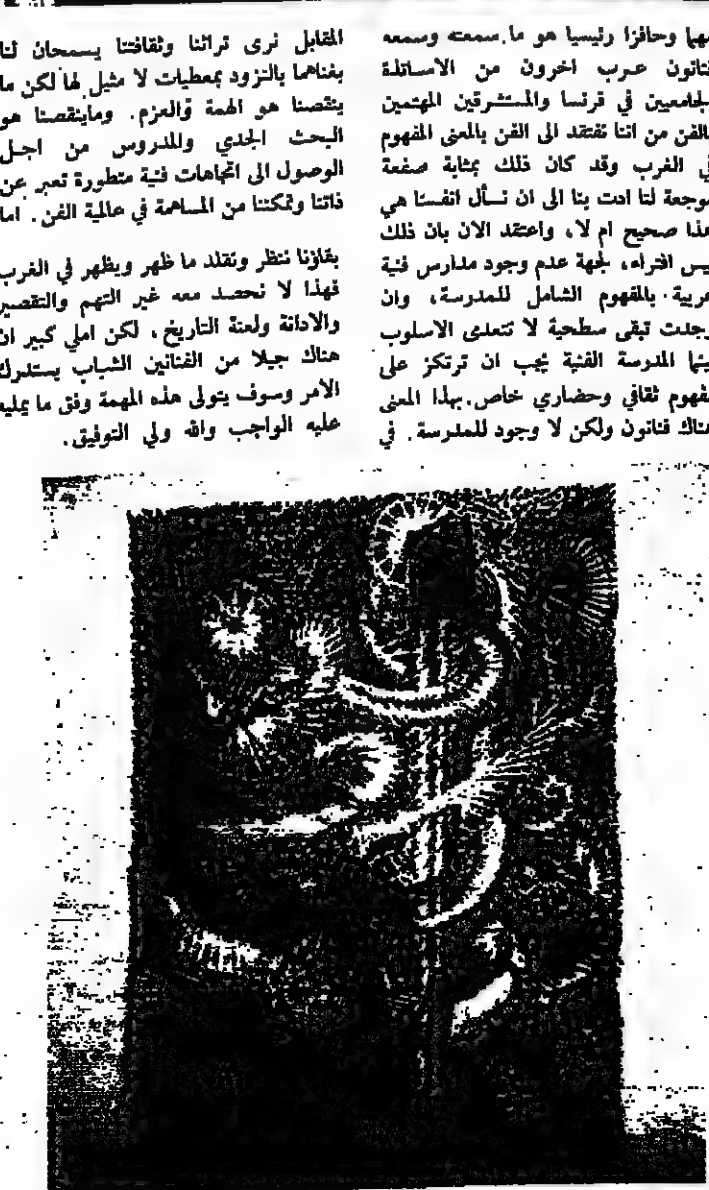 مهما وحافزا رئيسيا هو ما سمعته وسمعه
فنانون عرب اخرون من الاساتلة
لجامعيين في فرنسا والمستشرقين المهتمين
بالفن من اننا نفتقد الى الفن بالمعنى المفهوم
في الغرب وقد كان ذلك بمثابة صفعة
موجعة لنا ادت بنا الى ان نسأل انفسنا هي
هذا صحيح ام لا، واعتقد الان بان ذلك
ليس افتراء، لجهة عدم وجود مدارس فنية
عربية بالمفهوم الشامل للمدرسة، وان
وجدت تبقى سطحية لا تتعدى الاسلوب
بينما المدرسة الفنية يجب ان ترتكز على
مفهوم ثقافي وحضاري خاص. بهذا المعنى
هناك فنانون ولكن لا وجود للمدرسة. في
المقابل نرى تراثنا وثقافتنا يسمحان لنا
بغناهما بالتزود بمعطيات لا مثيل لها لكن ما
ينقصنا هو الهمة والعزم. وماينقصنا هو
البحث الجدي والمدروس من اجل
الوصول الى اتجاهات فنية متطورة تعبر عن
ذاتنا وتمكننا من المساهمة في عالمية الفن. اما
بقاؤنا ننتظر ونقلد ما ظهر ويظهر في الغرب
فهذا لا نحصد معه غير التهم والتقصير
والادانة ولعنة التاريخ، لكن املي كبير ان
هناك جيلا من الفنانين الشباب يستدرك
الامر وسوف يتولى هذه المهمة وفق ما يمليه
عليه الواجب والله ولي التوفيق.